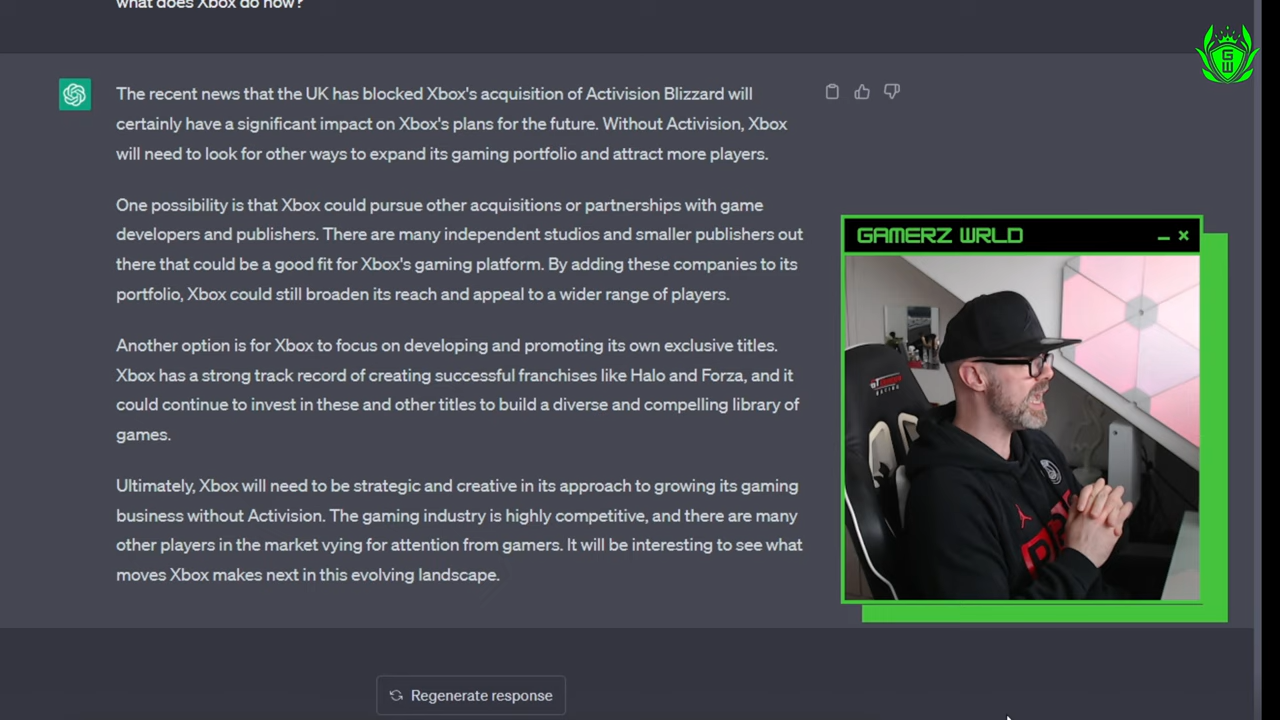 what does Xbox do now?
The recent news that the UK has blocked Xbox's acquisition of Activision Blizzard will
certainly have a significant impact on Xbox's plans for the future. Without Activision, Xbox
will need to look for other ways to expand its gaming portfolio and attract more players.
One possibility is that Xbox could pursue other acquisitions or partnerships with game
developers and publishers. There are many independent studios and smaller publishers out
there that could be a good fit for Xbox's gaming platform. By adding these companies to its
portfolio, Xbox could still broaden its reach and appeal to a wider range of players.
Another option is for Xbox to focus on developing and promoting its own exclusive titles.
Xbox has a strong track record of creating successful franchises like Halo and Forza, and it
could continue to invest in these and other titles to build a diverse and compelling library of
games.
Ultimately, Xbox will need to be strategic and creative in its approach to growing its gaming
business without Activision. The gaming industry is highly competitive, and there are many
other players in the market vying for attention from gamers. It will be interesting to see what
moves Xbox makes next in this evolving landscape.
Regenerate response
GW
GAMERZ WRLD
RACING